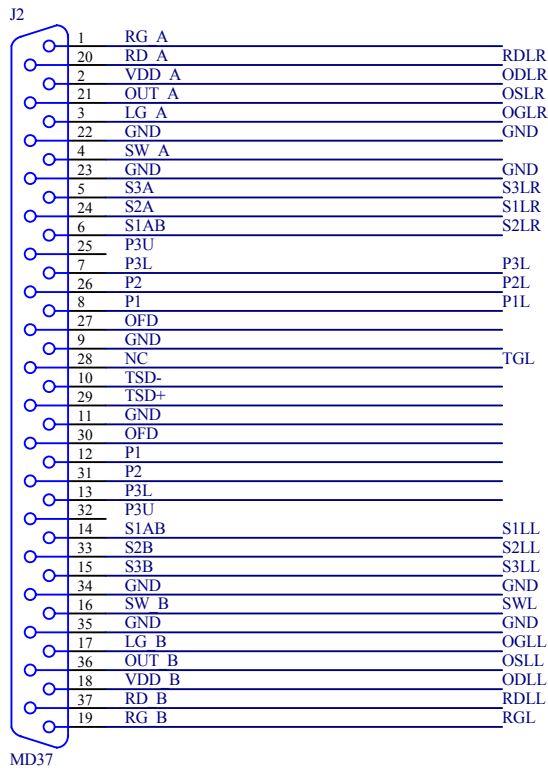 J2
1 RG_A
20 RD_A RDLR
2 VDD_A ODLR
21 OUT_A OSLR
3 LG_A OGLR
22 GND GND
4 SW_A
23 GND GND
5 S3A S3LR
24 S2A S1LR
6 S1AB S2LR
25 P3U
7 P3L P3L
26 P2 P2L
8 P1 P1L
27 OFD
9 GND
28 NC TGL
10 TSD-
29 TSD+
11 GND
30 OFD
12 P1
31 P2
13 P3L
32 P3U
14 S1AB S1LL
33 S2B S2LL
15 S3B S3LL
34 GND GND
16 SW_B SWL
35 GND GND
17 LG_B OGLL
36 OUT_B OSLL
18 VDD_B ODLL
37 RD_B RDLL
19 RG_B RGL
MD37